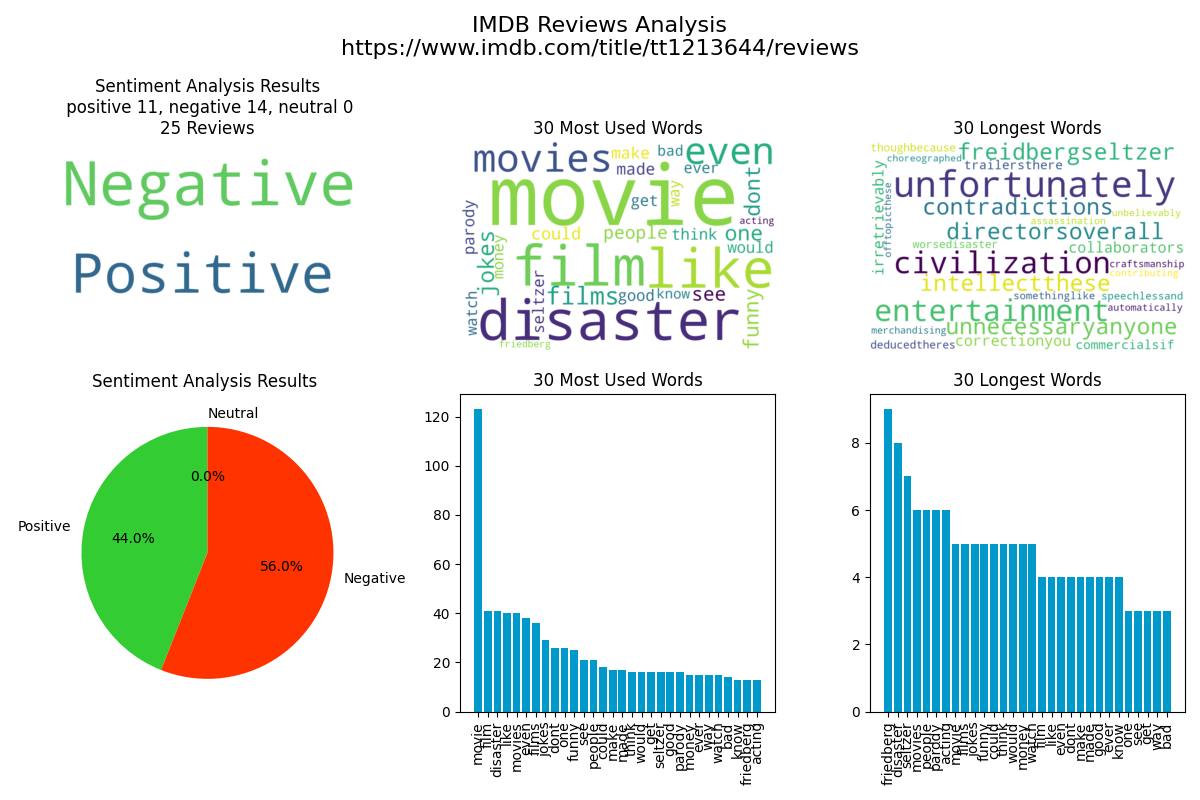 IMDB Reviews Analysis
https://www.imdb.com/title/tt1213644/reviews
Sentiment Analysis Results
positive 11, negative 14, neutral 0
25 Reviews
Negative
Positive
30 Most Used Words
movies
make
bad
even
made
ever
movie
way
dont
get
parody
acting
could
people
think
one
would
jokes
money
film
like
films
good
know
see
watch
seltzer
disaster
funny
friedberg
30 Longest Words
thoughbecause
freidbergseltzer
choreographed
trailersthere
irretrievably
offtopicthese
unfortunately
contradictions
unbelievably
assassination
directorsoverall
worsedisaster
collaborators
civilization
craftsmanship
contributing
intellectthese
somethinglike
speechlessand
entertainment
automatically
merchandising
unnecessaryanyone
deducedtheres
correctionyou
commercialsif
Sentiment Analysis Results
Neutral
0.0%
Positive
44.0%
56.0%
Negative
30 Most Used Words
120
100
80
60
40
20
0
movie
film
disaster
like
movies
even
films
jokes
dont
one
funny
see
people
could
make
made
think
would
get
seltzer
good
parody
money
ever
way
watch
bad
know
friedberg
acting
30 Longest Words
8
6
4
2
0
friedberg
disaster
seltzer
movies
people
parody
acting
movie
films
jokes
funny
could
think
would
money
watch
film
like
even
dont
make
made
good
ever
know
one
see
get
way
bad